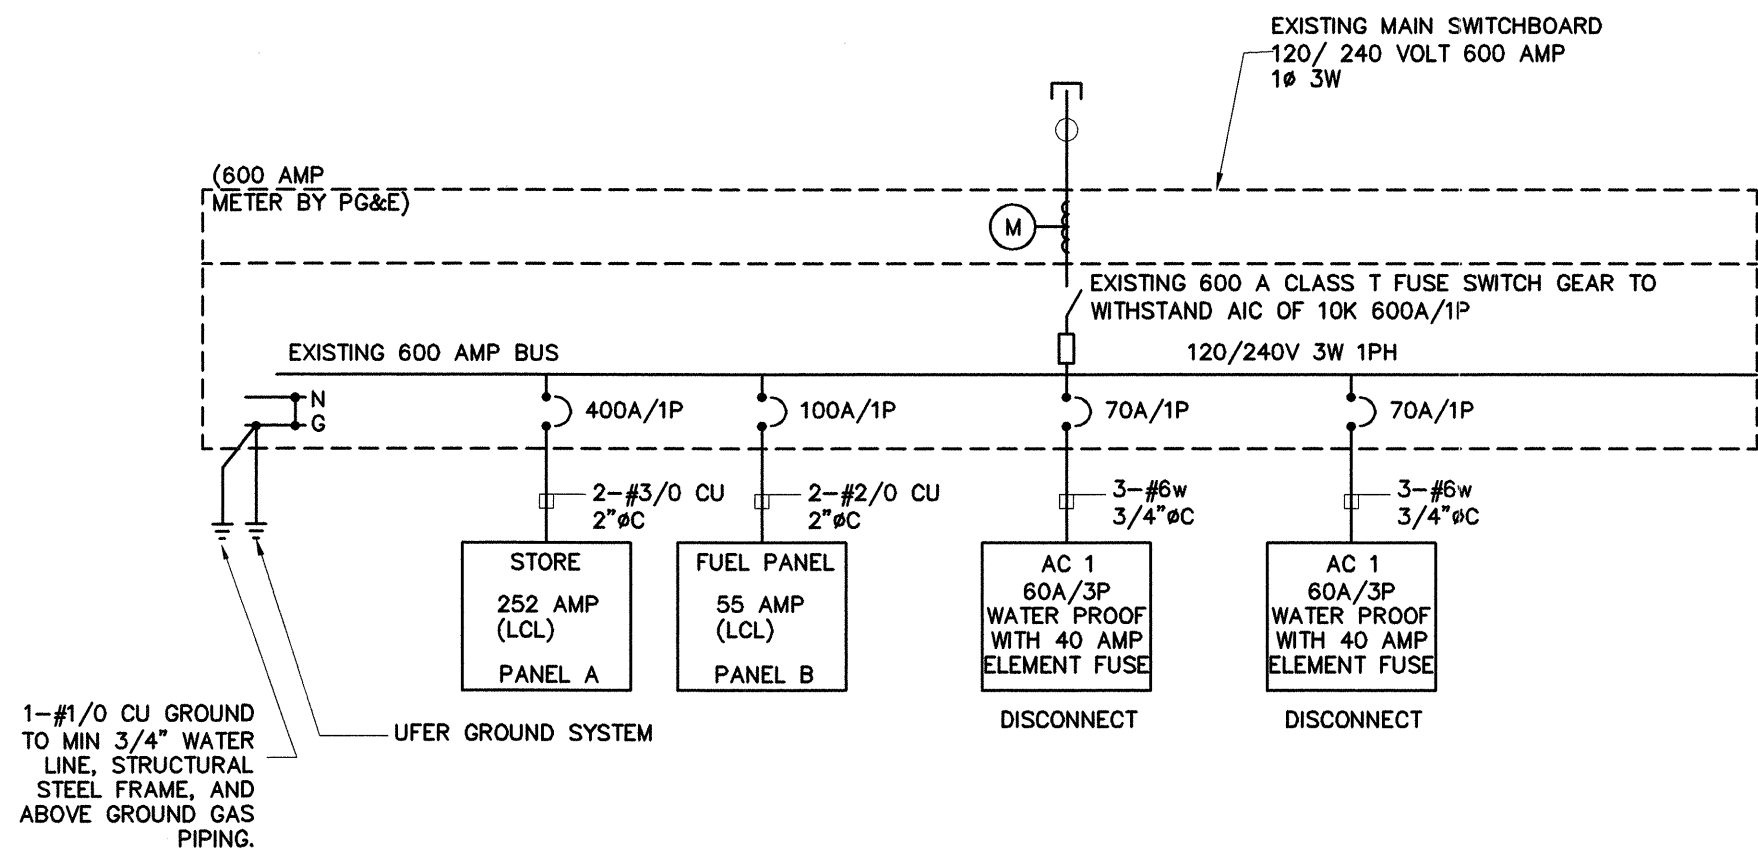 EXISTING MAIN SWITCHBOARD
120/ 240 VOLT 600 AMP
1ø 3W
(600 AMP
METER BY PG&E)
M
EXISTING 600 A CLASS T FUSE SWITCH GEAR TO
WITHSTAND AIC OF 10K 600A/1P
EXISTING 600 AMP BUS
120/240V 3W 1PH
N
G
400A/1P
100A/1P
70A/1P
70A/1P
2-#3/0 CU
2"øC
2-#2/0 CU
2"øC
3-#6w
3/4"øC
3-#6w
3/4"øC
STORE
252 AMP
(LCL)
PANEL A
FUEL PANEL
55 AMP
(LCL)
PANEL B
AC 1
60A/3P
WATER PROOF
WITH 40 AMP
ELEMENT FUSE
DISCONNECT
AC 1
60A/3P
WATER PROOF
WITH 40 AMP
ELEMENT FUSE
DISCONNECT
UFER GROUND SYSTEM
1-#1/0 CU GROUND
TO MIN 3/4" WATER
LINE, STRUCTURAL
STEEL FRAME, AND
ABOVE GROUND GAS
PIPING.